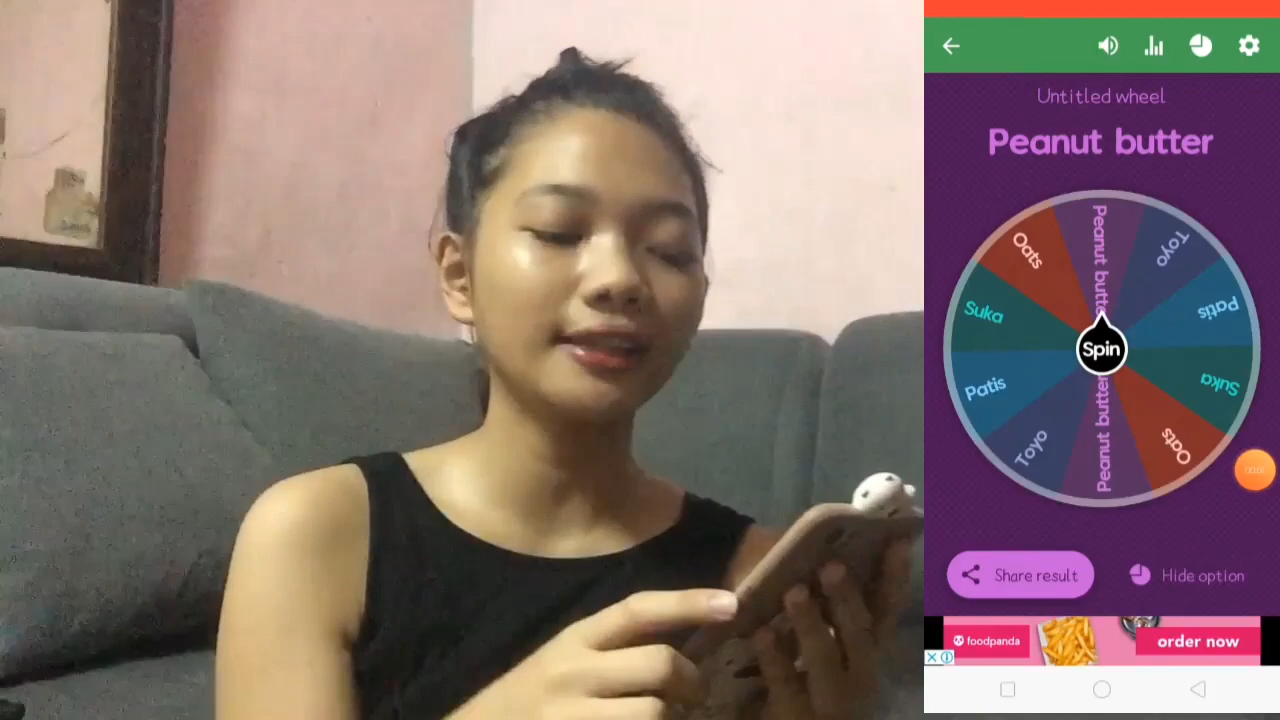 Untitled wheel
Peanut butter
Peanut butter
Toyo
Patis
Suka
Oats
Peanut butter
Toyo
Patis
Suka
Oats
Spin
Share result
Hide option
foodpanda
order now